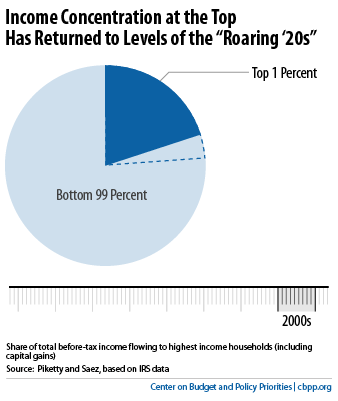 Income Concentration at the Top
Has Returned to Levels of the “Roaring ‘20s”
Top 1 Percent
Bottom 99 Percent
2000s
Share of total before-tax income flowing to highest income households (including
capital gains)
Source: Piketty and Saez, based on IRS data
Center on Budget and Policy Priorities | cbpp.org